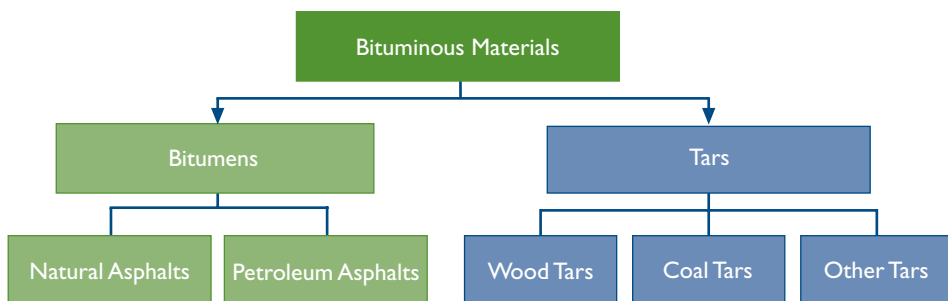 Bituminous Materials
Bitumens
Tars
Natural Asphalts
Petroleum Asphalts
Wood Tars
Coal Tars
Other Tars